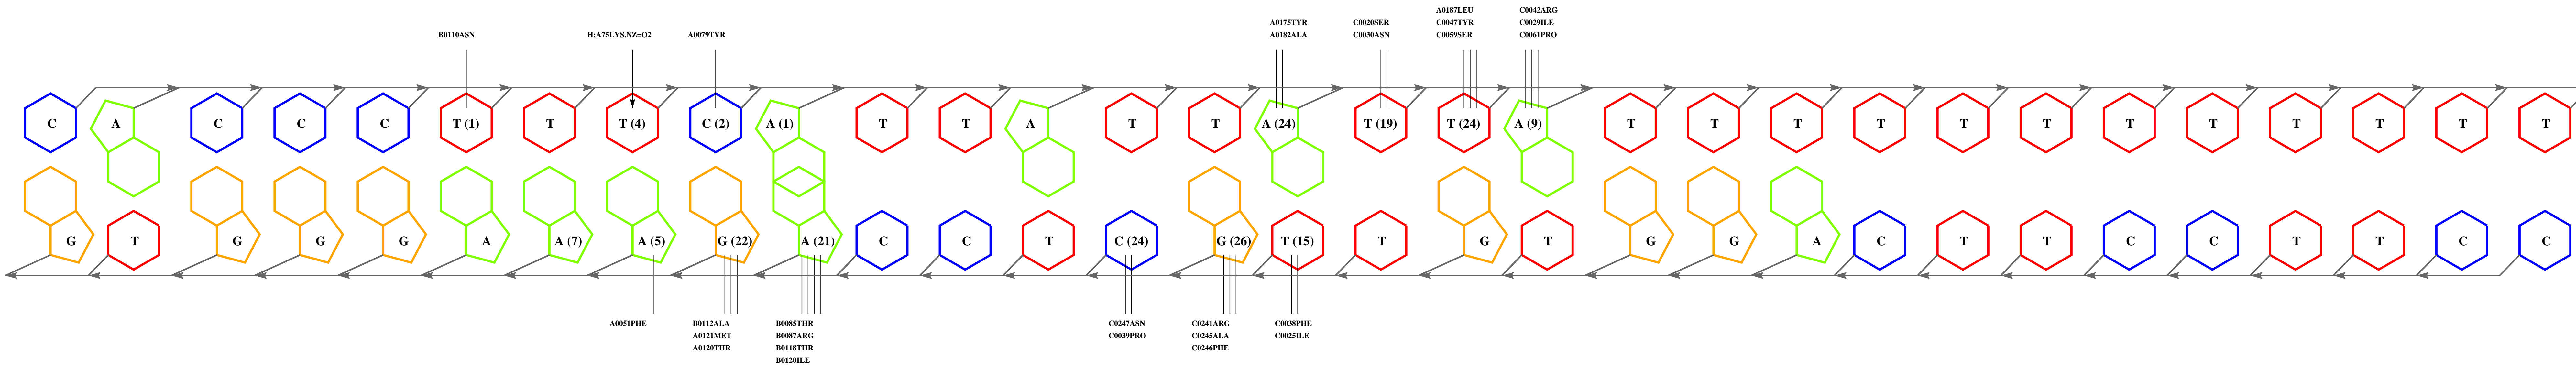 A0187LEU C0042ARG
A0175TYR C0020SER C0047TYR C0029ILE
B0110ASN H:A75LYS.NZ=O2 A0079TYR A0182ALA C0030ASN C0059SER C0061PRO
C A C C C T (1) T T (4) C (2) A (1) T T A T T A (24) T (19) T (24) A (9) T T T T T T T T T T T T
G T G G G A A (7) A (5) G (22) A (21) C C T C (24) G (26) T (15) T G T G G A C T T C C T T C C
A0051PHE B0112ALA B0085THR C0247ASN C0241ARG C0038PHE
A0121MET B0087ARG C0039PRO C0245ALA C0025ILE
A0120THR B0118THR C0246PHE
B0120ILE